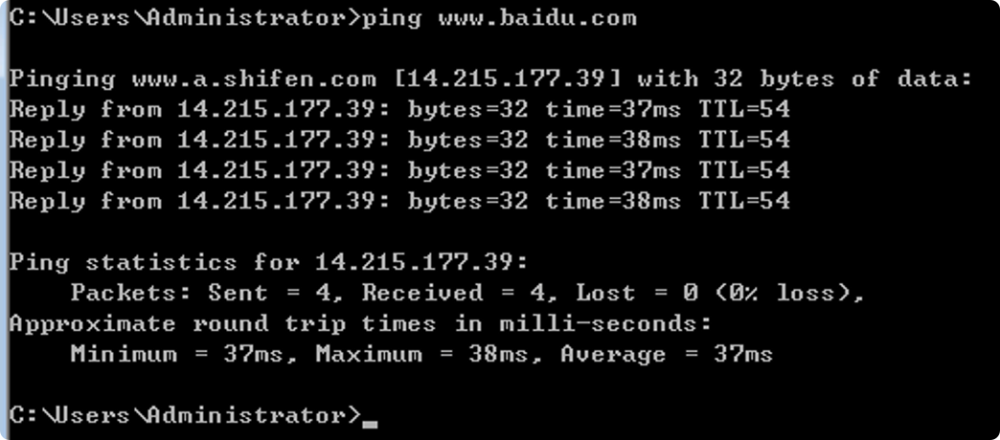 C:\Users\Administrator>ping www.baidu.com
Pinging www.a.shifen.com [14.215.177.39] with 32 bytes of data:
Reply from 14.215.177.39: bytes=32 time=37ms TTL=54
Reply from 14.215.177.39: bytes=32 time=38ms TTL=54
Reply from 14.215.177.39: bytes=32 time=37ms TTL=54
Reply from 14.215.177.39: bytes=32 time=38ms TTL=54
Ping statistics for 14.215.177.39:
    Packets: Sent = 4, Received = 4, Lost = 0 (0% loss),
Approximate round trip times in milli-seconds:
    Minimum = 37ms, Maximum = 38ms, Average = 37ms
C:\Users\Administrator>_